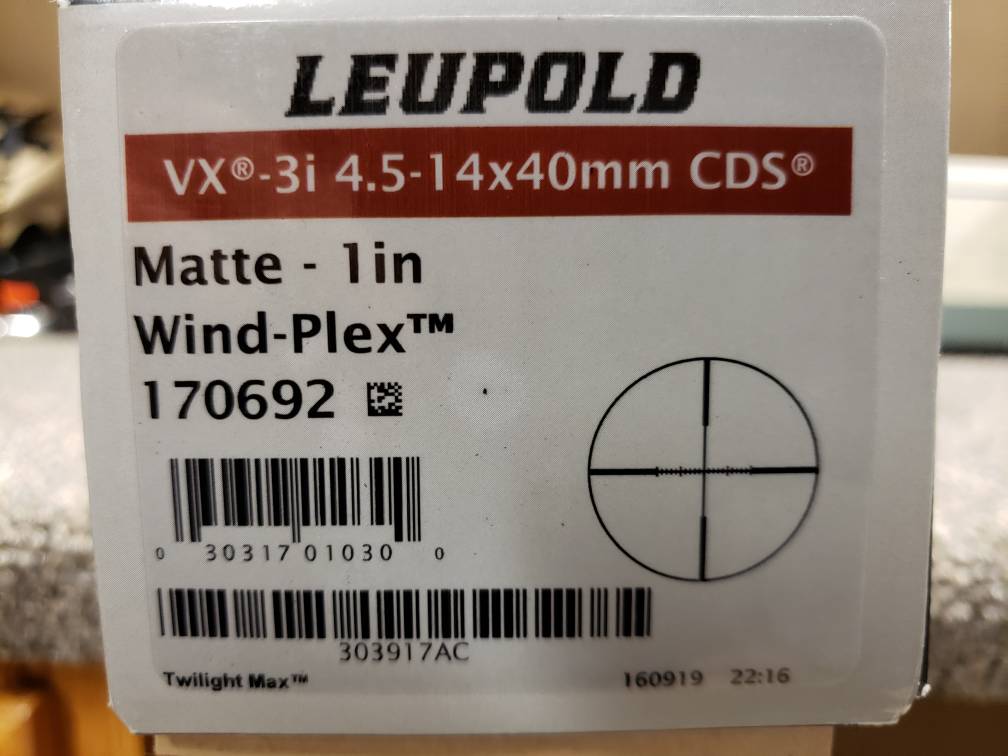 LEUPOLD
VX®-3i 4.5-14x40mm CDS®
Matte - 1in
Wind-Plex™
170692
0 30317 01030 0
303917AC
Twilight Max™ 160919 22:16